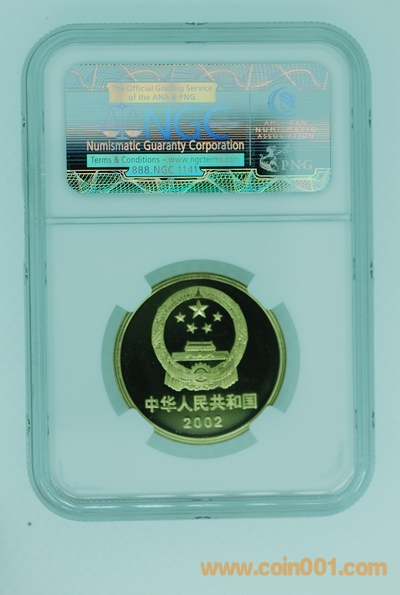 The Official Grading Service
of the ANA & PNG
NGC
Numismatic Guaranty Corporation
Terms & Conditions – www.ngcterms.com
888.NGC.1141
AMERICAN
NUMISMATIC
ASSOCIATION
PNG
中华人民共和国
2002
www.coin001.com